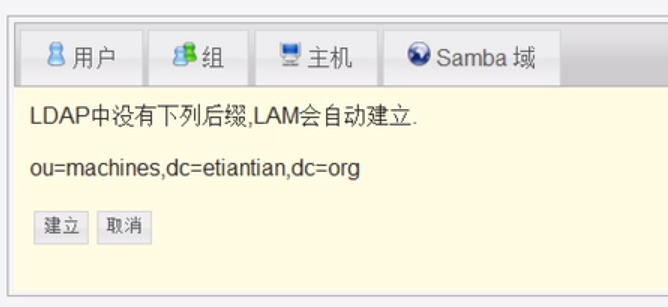 用户 组 主机 Samba 域
LDAP中没有下列后缀,LAM会自动建立.
ou=machines,dc=etiantian,dc=org
建立 取消